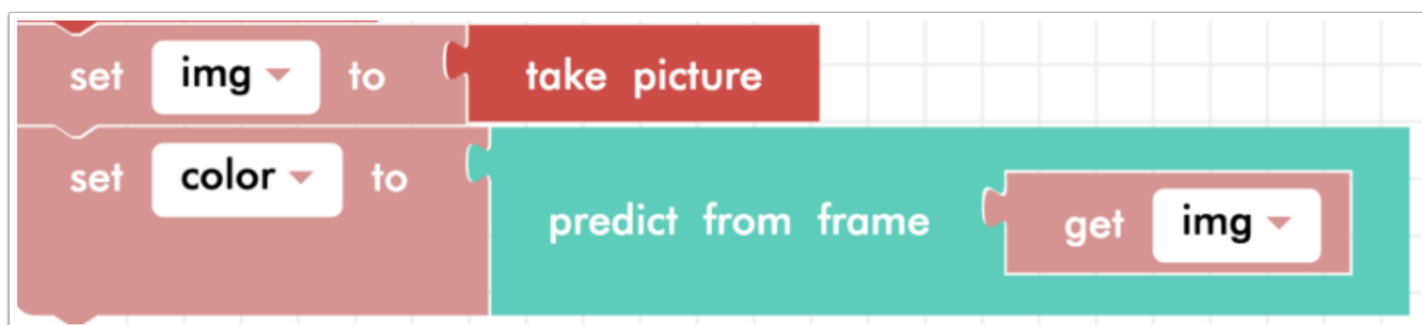 set img to take picture
set color to predict from frame get img